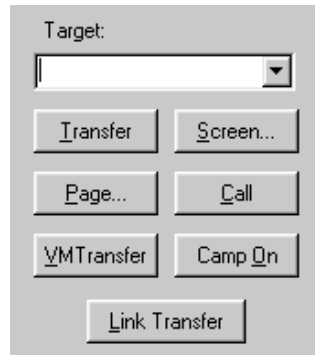 Target:
Transfer Screen...
Page... Call
VMTransfer Camp On
Link Transfer